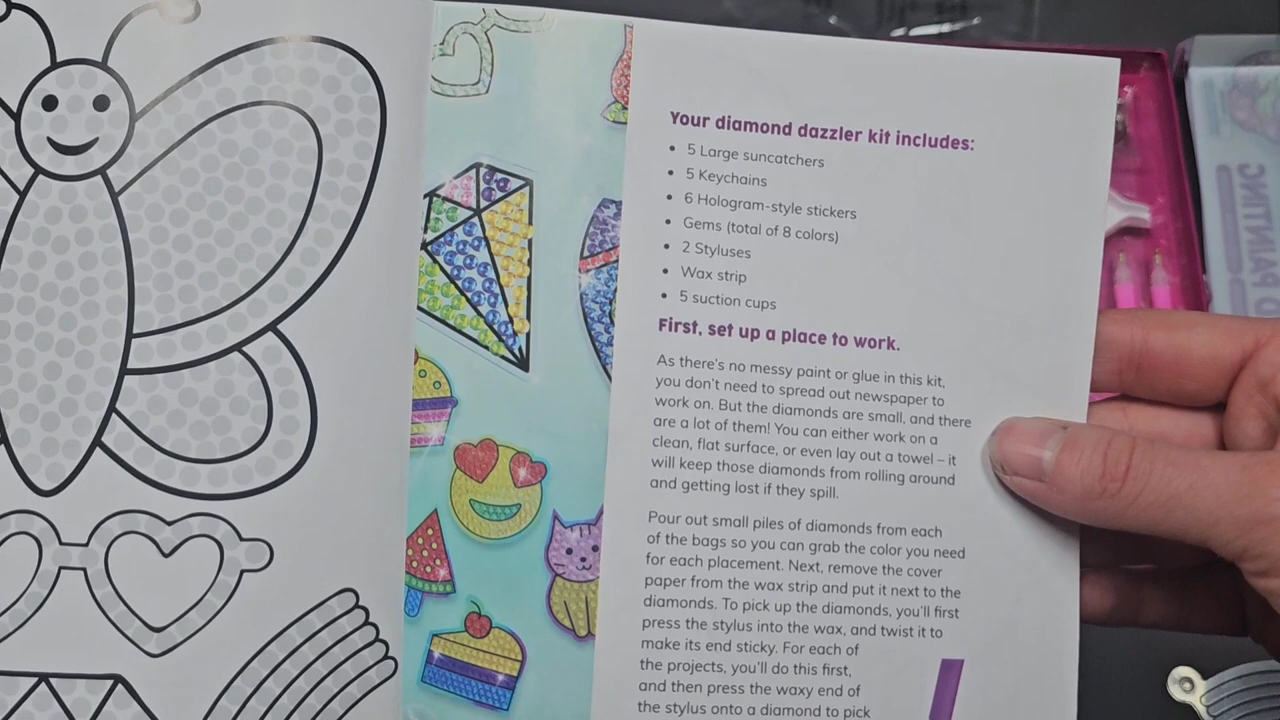 Your diamond dazzler kit includes:
• 5 Large suncatchers
• 5 Keychains
• 6 Hologram-style stickers
• Gems (total of 8 colors)
• 2 Styluses
• Wax strip
• 5 suction cups
First, set up a place to work.
As there's no messy paint or glue in this kit,
you don't need to spread out newspaper to
work on. But the diamonds are small, and there
are a lot of them! You can either work on a
clean, flat surface, or even lay out a towel – it
will keep those diamonds from rolling around
and getting lost if they spill.
Pour out small piles of diamonds from each
of the bags so you can grab the color you need
for each placement. Next, remove the cover
paper from the wax strip and put it next to the
diamonds. To pick up the diamonds, you'll first
press the stylus into the wax, and twist it to
make its end sticky. For each of
the projects, you'll do this first,
and then press the waxy end of
the stylus onto a diamond to pick
PAINTING